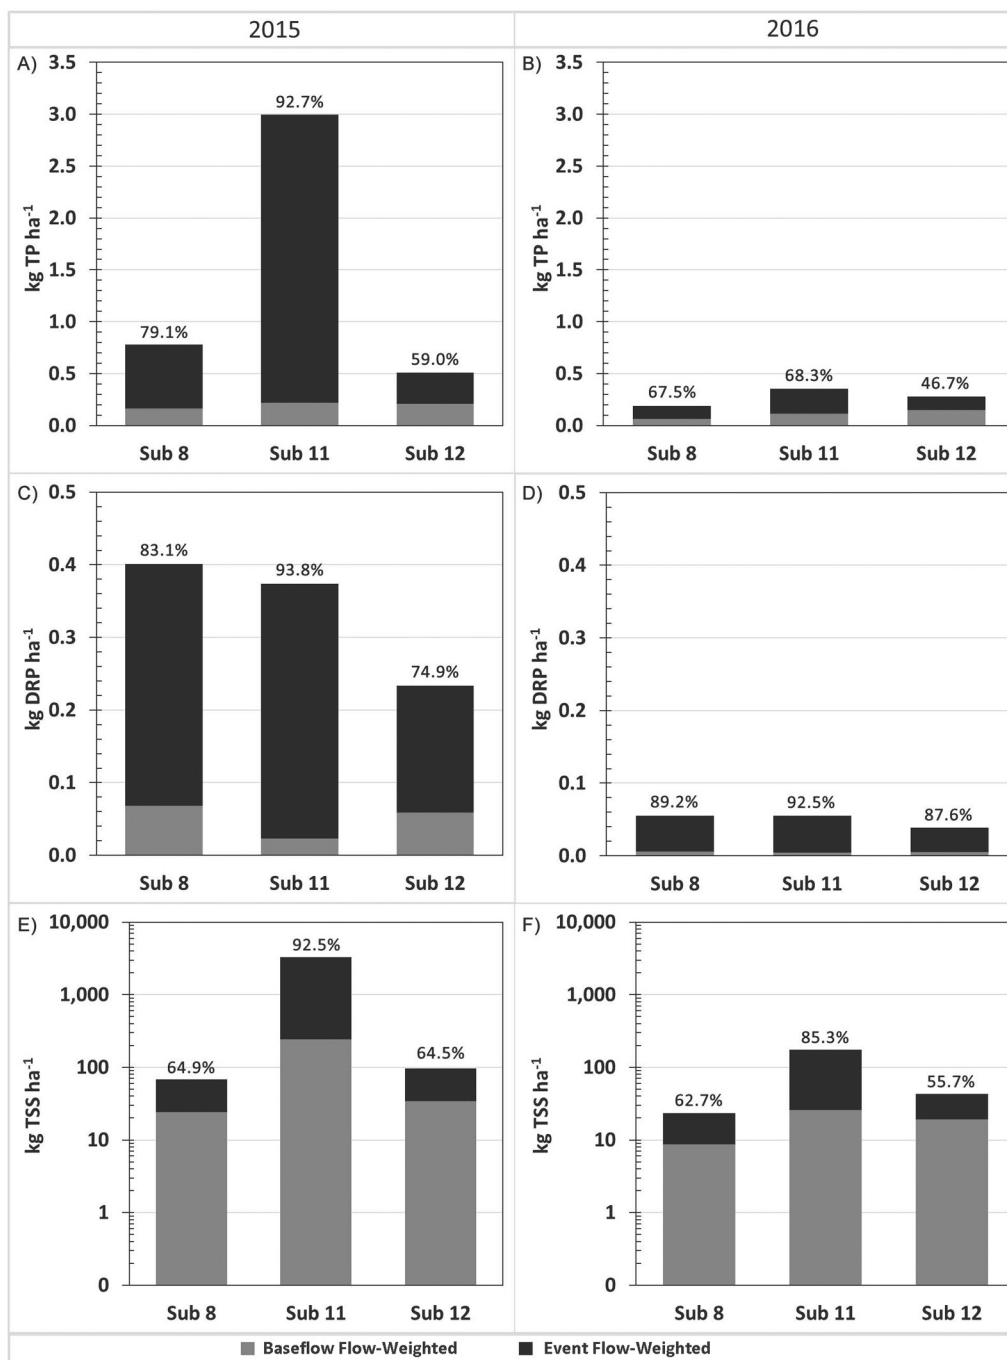 2015 2016
A) B)
3.5 3.5
92.7%
3.0 3.0
2.5 2.5
2.0 2.0
kg TP ha-1 kg TP ha-1
1.5 1.5
1.0 1.0
79.1%
59.0% 67.5% 68.3% 46.7%
0.5 0.5
0.0 0.0
Sub 8 Sub 11 Sub 12 Sub 8 Sub 11 Sub 12
C) D)
0.5 0.5
83.1% 93.8%
0.4 0.4
0.3 0.3
74.9%
kg DRP ha-1 kg DRP ha-1
0.2 0.2
0.1 0.1
89.2% 92.5% 87.6%
0.0 0.0
Sub 8 Sub 11 Sub 12 Sub 8 Sub 11 Sub 12
E) F)
10,000 10,000
92.5%
1,000 1,000
85.3%
100 100
64.9% 64.5% 62.7% 55.7%
kg TSS ha-1 kg TSS ha-1
10 10
1 1
0 0
Sub 8 Sub 11 Sub 12 Sub 8 Sub 11 Sub 12
Baseflow Flow-Weighted Event Flow-Weighted